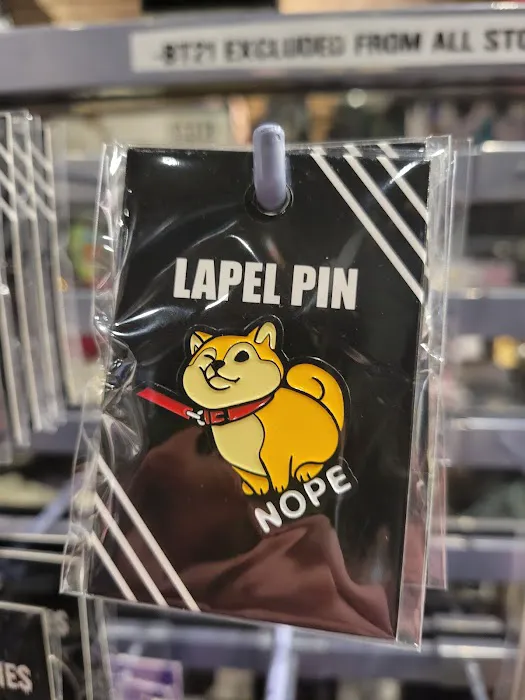 -BT21 EXCLUDED FROM ALL STO
LAPEL PIN
NOPE